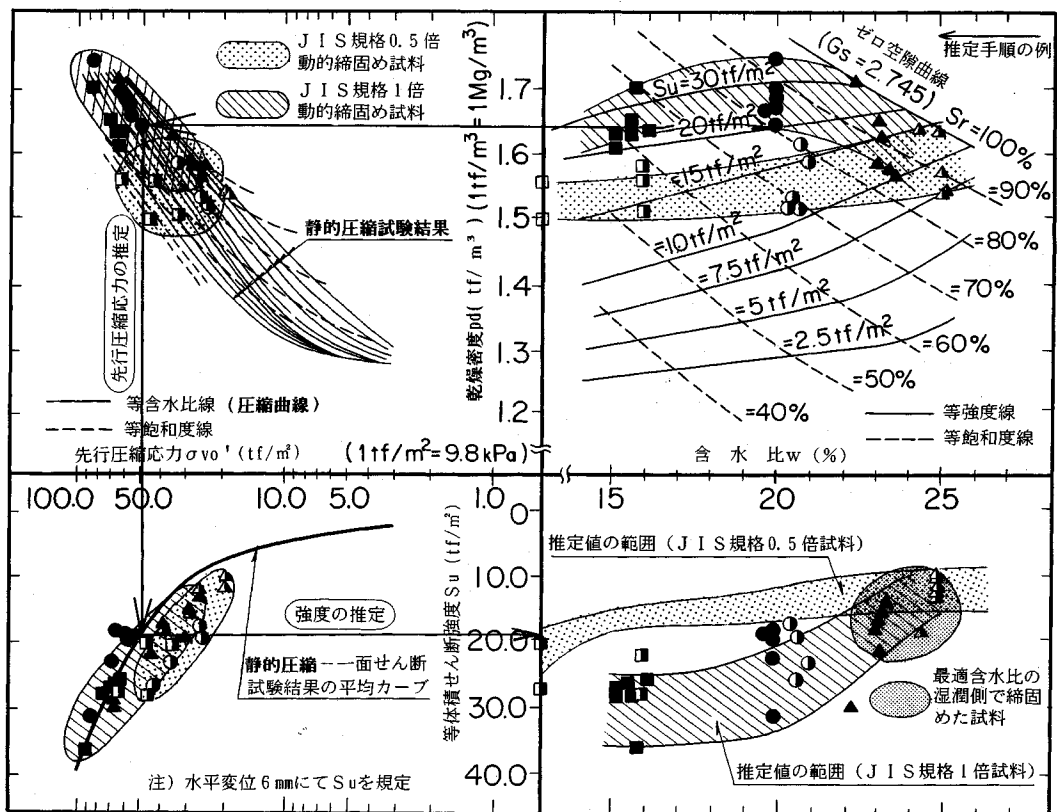 ＪＩＳ規格0.5倍
動的締固め試料
ＪＩＳ規格1倍
動的締固め試料
静的圧縮試験結果
先行圧縮応力の推定
等含水比線（圧縮曲線）
等飽和度線
先行圧縮応力σvo'(tf/㎡)
(1tf/m²=9.8kPa)
乾燥密度ρd(tf/m³)(1tf/m³=1Mg/m³)
1.7
1.6
1.5
1.4
1.3
1.2
推定手順の例
ゼロ空隙曲線
(Gs=2.745)
Sr=100%
=90%
=80%
=70%
=60%
=50%
=40%
Su=30tf/m²
20tf/m²
=15tf/m²
=10tf/m²
=7.5tf/m²
=5tf/m²
=2.5tf/m²
等強度線
等飽和度線
含水比w(%)
100.0
50.0
10.0
5.0
1.0
15
20
25
0
10.0
20.0
30.0
40.0
等体積せん断強度Su(tf/㎡)
強度の推定
静的圧縮－一面せん断
試験結果の平均カーブ
注）水平変位6mmにてSuを規定
推定値の範囲（ＪＩＳ規格0.5倍試料）
最適含水比の
湿潤側で締固
めた試料
推定値の範囲（ＪＩＳ規格1倍試料）